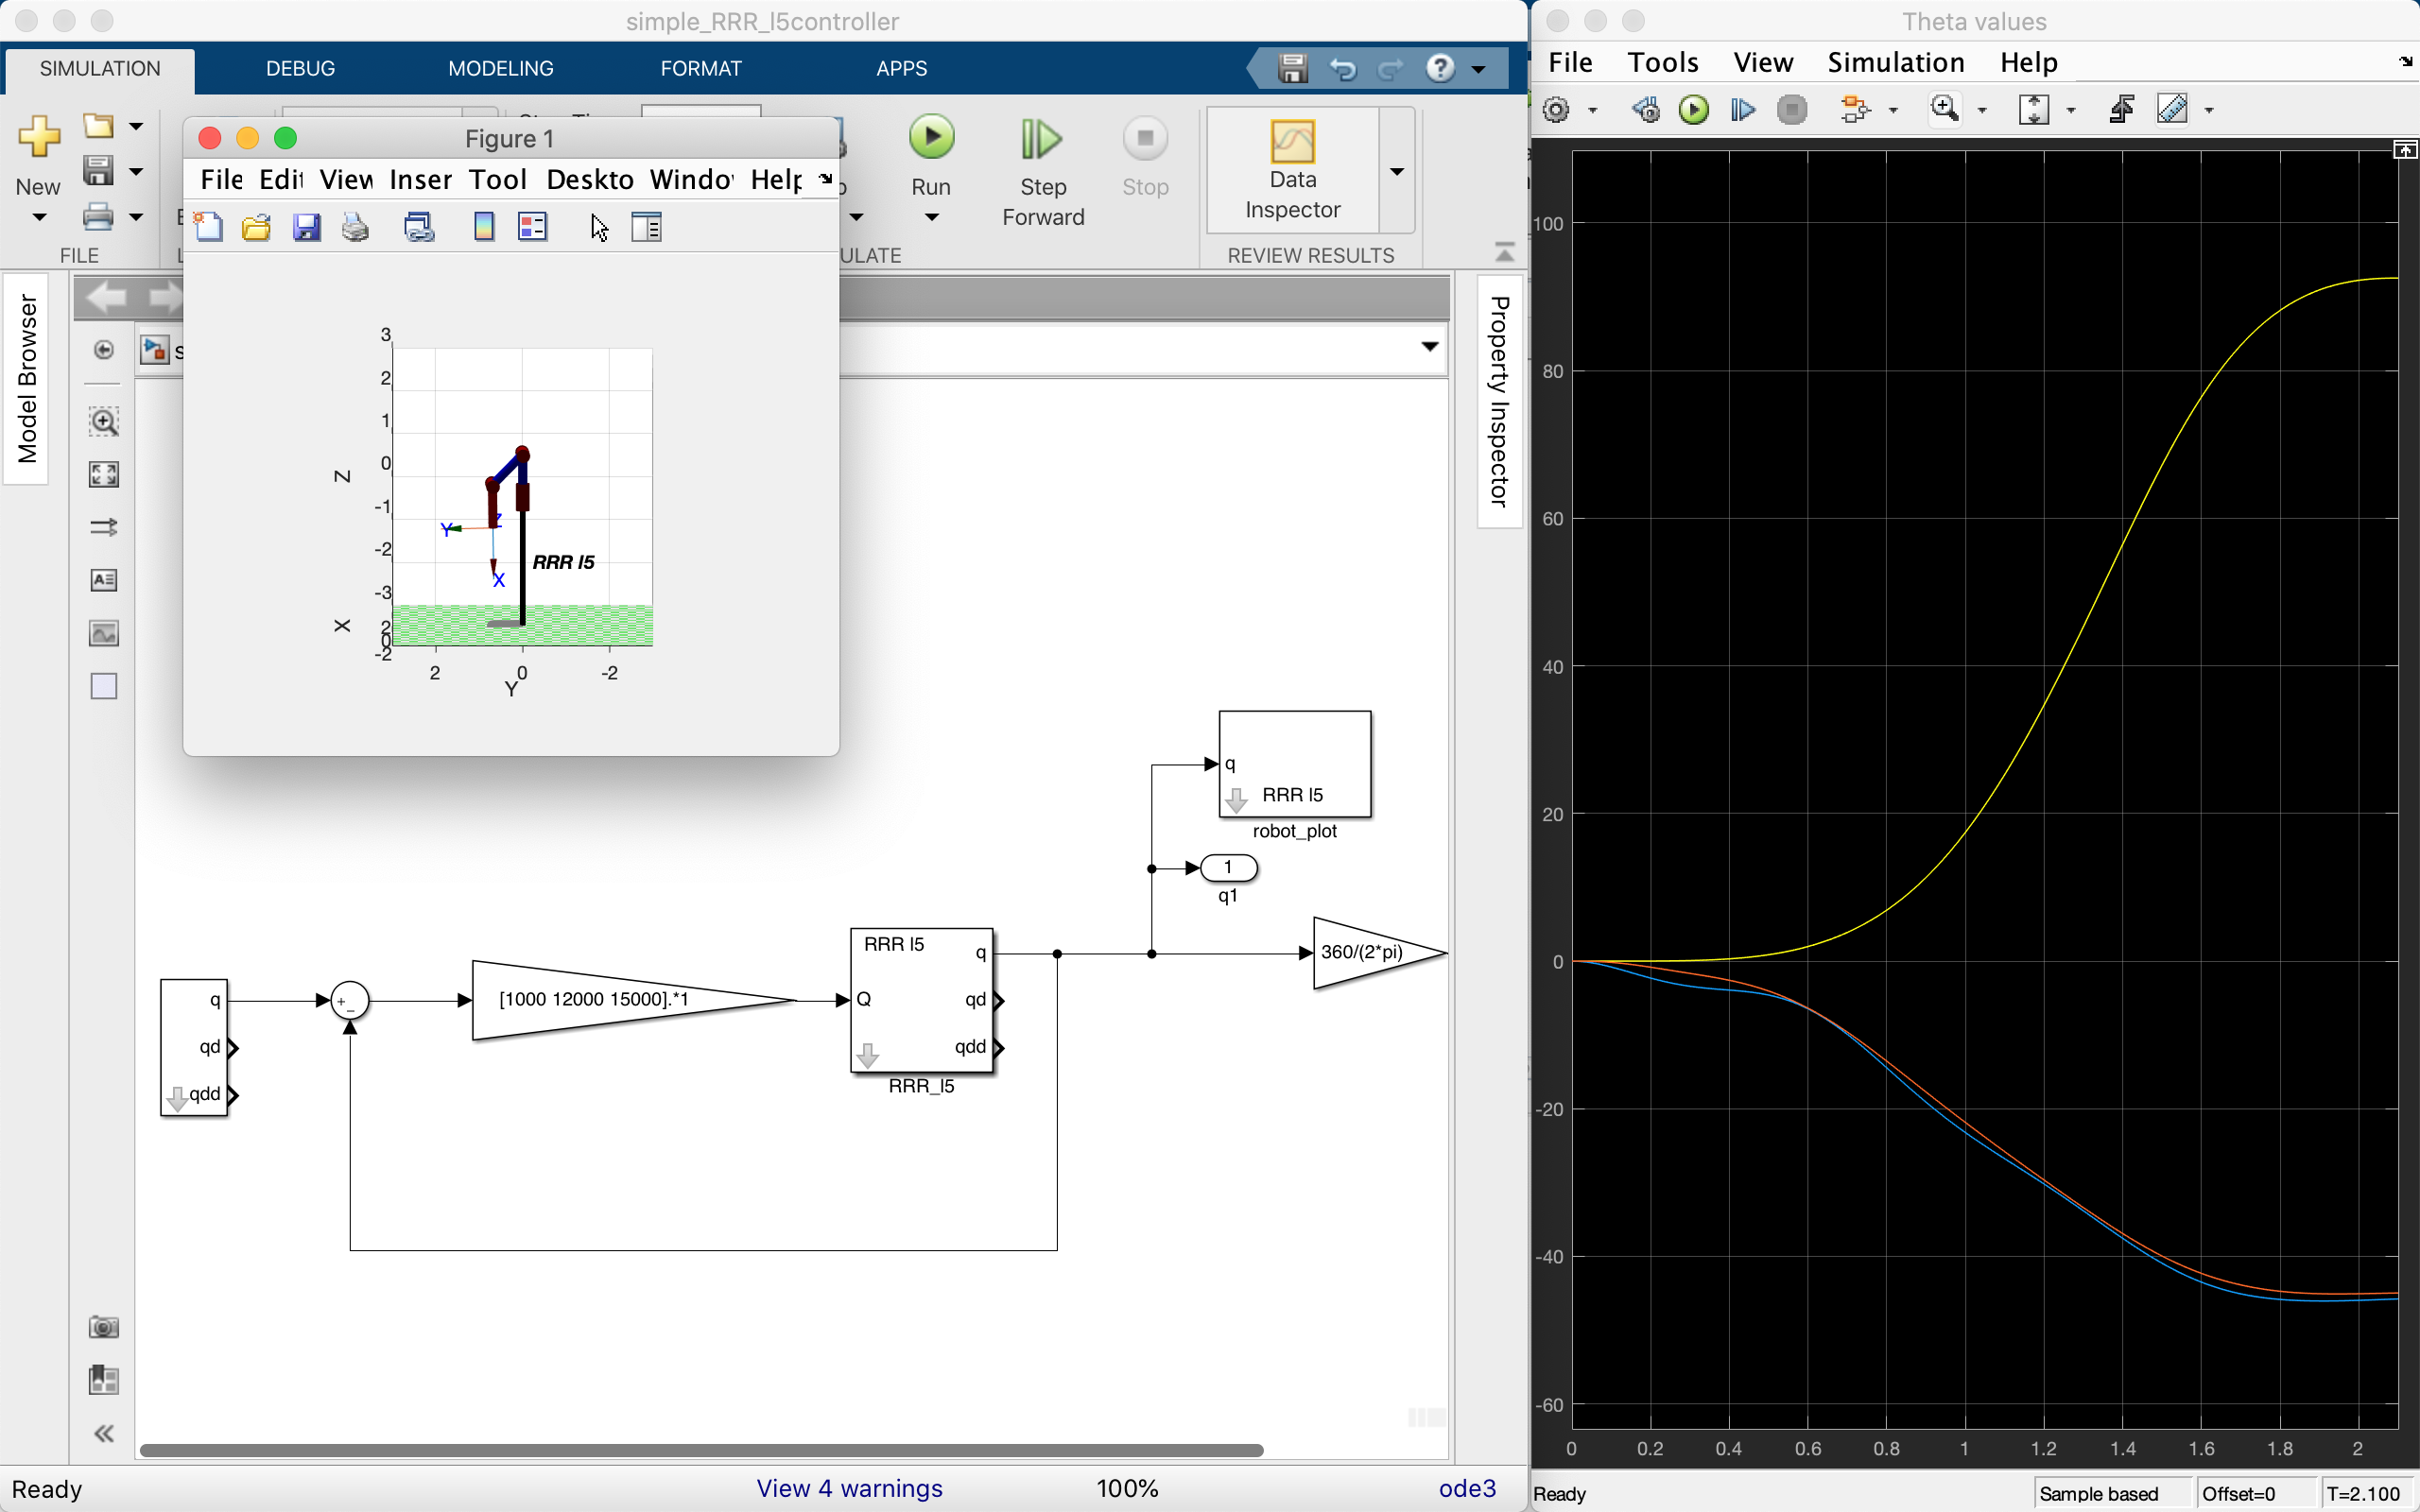 simple_RRR_l5controller
SIMULATION DEBUG MODELING FORMAT APPS
New
FILE
Run
Step Forward
Stop
Data Inspector
ULATE
REVIEW RESULTS
Figure 1
File Edit View Inser Tool Deskto Windo Help
3
2
1
0
-1
-2
-3
2
0
-2
Z
X
Y Z
X
RRR l5
2 0 -2
Y
Model Browser
Property Inspector
q
RRR l5
robot_plot
1
q1
q
qd
qdd
+
−
[1000 12000 15000].*1
RRR l5
Q
q
qd
qdd
RRR_l5
360/(2*pi)
Ready
View 4 warnings
100%
ode3
Theta values
File Tools View Simulation Help
100
80
60
40
20
0
-20
-40
-60
0 0.2 0.4 0.6 0.8 1 1.2 1.4 1.6 1.8 2
Ready
Sample based
Offset=0
T=2.100